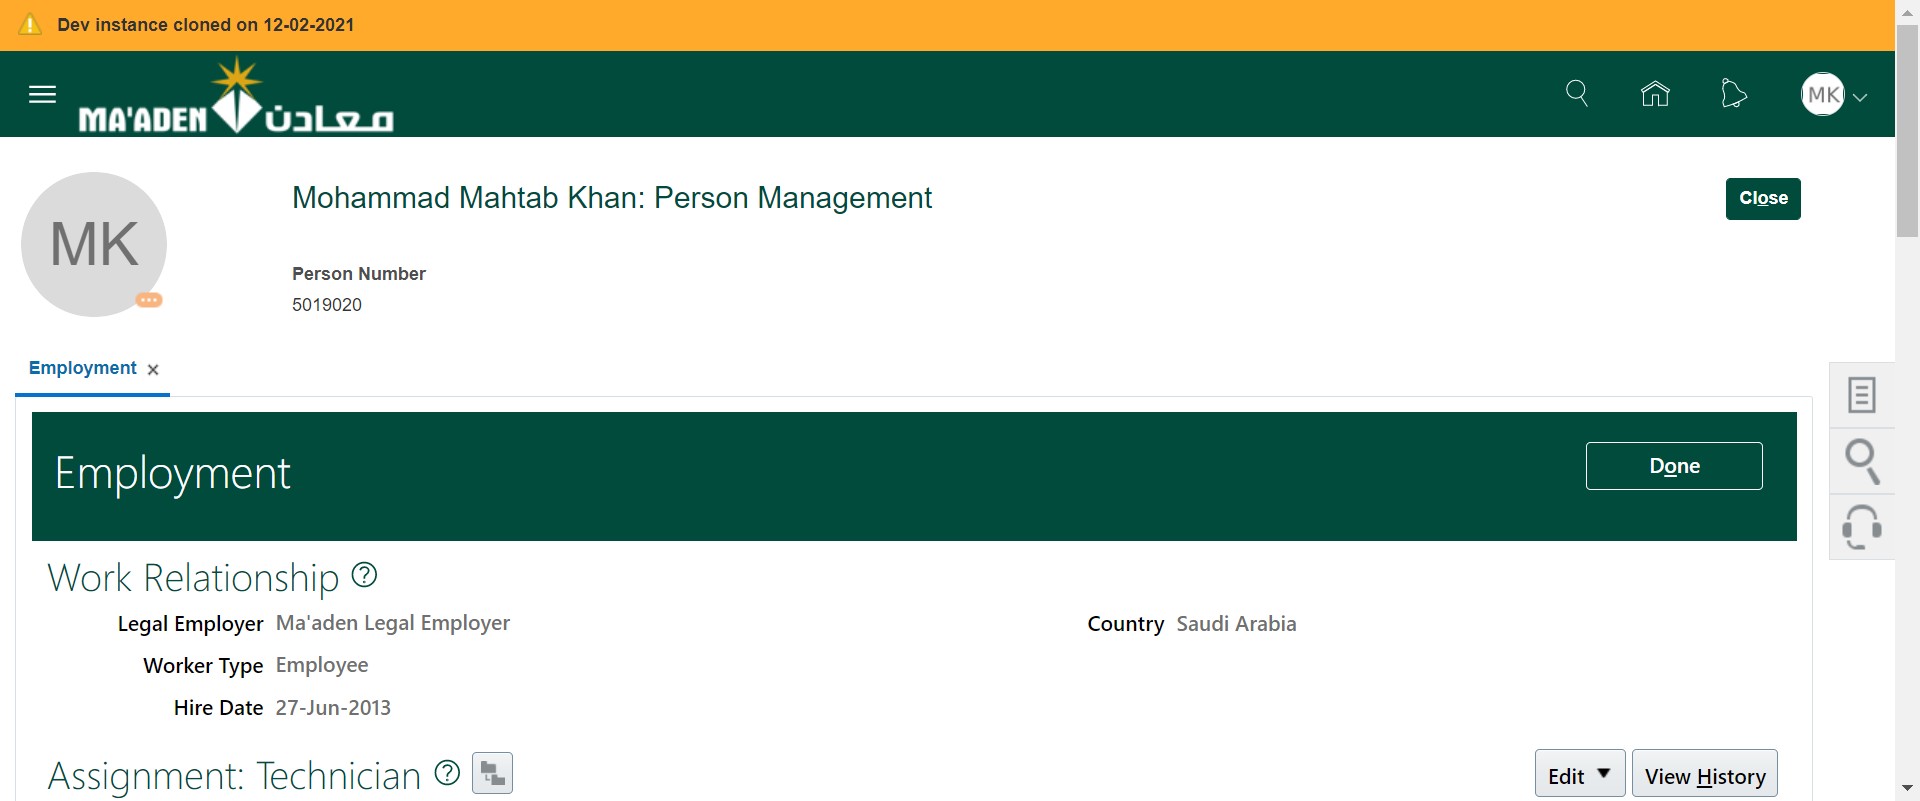 Dev instance cloned on 12-02-2021
MA'ADEN معادن
MK
Mohammad Mahtab Khan: Person Management
Close
MK
Person Number
5019020
Employment
Employment
Done
Work Relationship ?
Legal Employer Ma'aden Legal Employer
Country Saudi Arabia
Worker Type Employee
Hire Date 27-Jun-2013
Assignment: Technician ?
Edit
View History